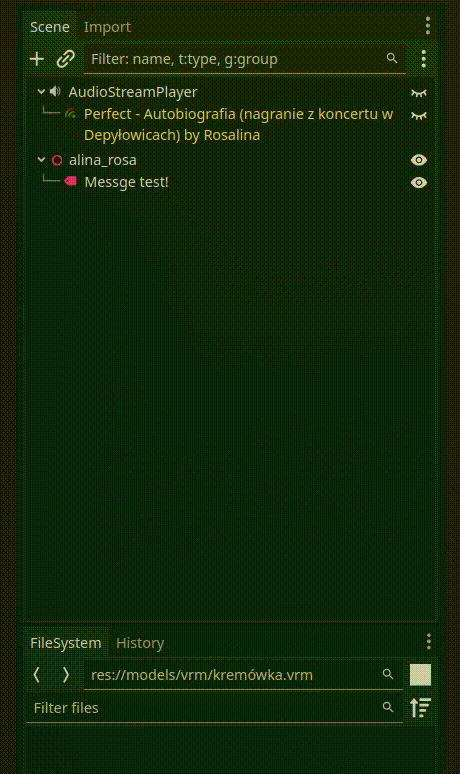 Scene Import
Filter: name, t:type, g:group
AudioStreamPlayer
Perfect - Autobiografia (nagranie z koncertu w
Depyłowicach) by Rosalina
alina_rosa
Messge test!
FileSystem History
res://models/vrm/kremówka.vrm
Filter files